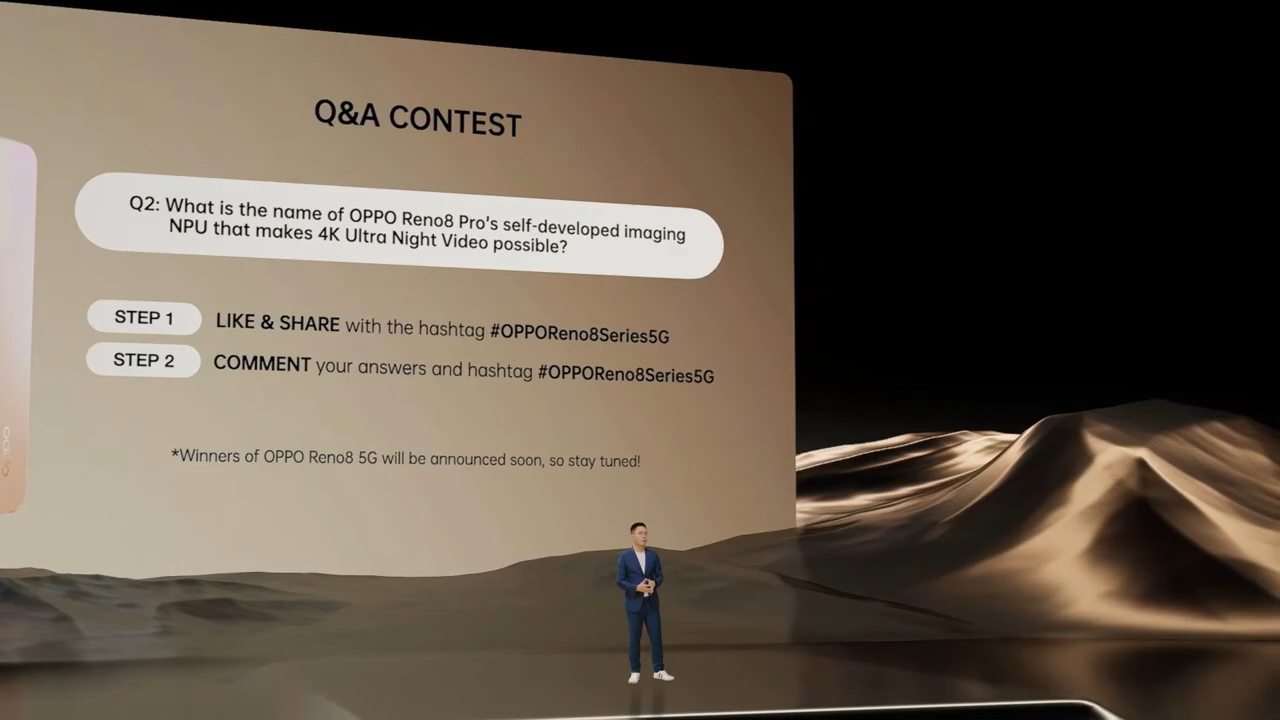 Q&A CONTEST
Q2: What is the name of OPPO Reno8 Pro's self-developed imaging
NPU that makes 4K Ultra Night Video possible?
STEP 1 LIKE & SHARE with the hashtag #OPPOReno8Series5G
STEP 2 COMMENT your answers and hashtag #OPPOReno8Series5G
*Winners of OPPO Reno8 5G will be announced soon, so stay tuned!
oppo